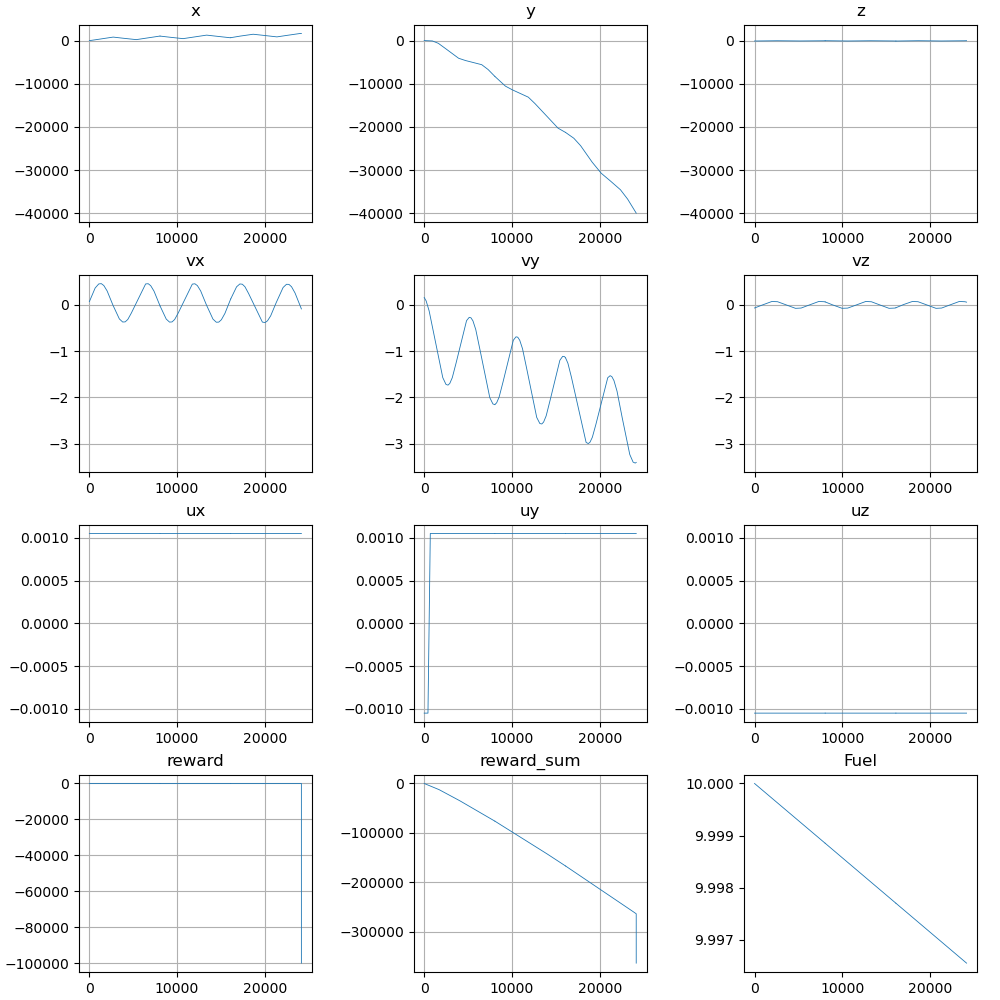 x y z
0 0 0
−10000 −10000 −10000
−20000 −20000 −20000
−30000 −30000 −30000
−40000 −40000 −40000
0 10000 20000 0 10000 20000 0 10000 20000
vx vy vz
0 0 0
−1 −1 −1
−2 −2 −2
−3 −3 −3
0 10000 20000 0 10000 20000 0 10000 20000
ux uy uz
0.0010 0.0010 0.0010
0.0005 0.0005 0.0005
0.0000 0.0000 0.0000
−0.0005 −0.0005 −0.0005
−0.0010 −0.0010 −0.0010
0 10000 20000 0 10000 20000 0 10000 20000
reward reward_sum Fuel
0 0 10.000
−20000 −100000 9.999
−40000 −200000 9.998
−60000 −300000 9.997
−80000
−100000
0 10000 20000 0 10000 20000 0 10000 20000